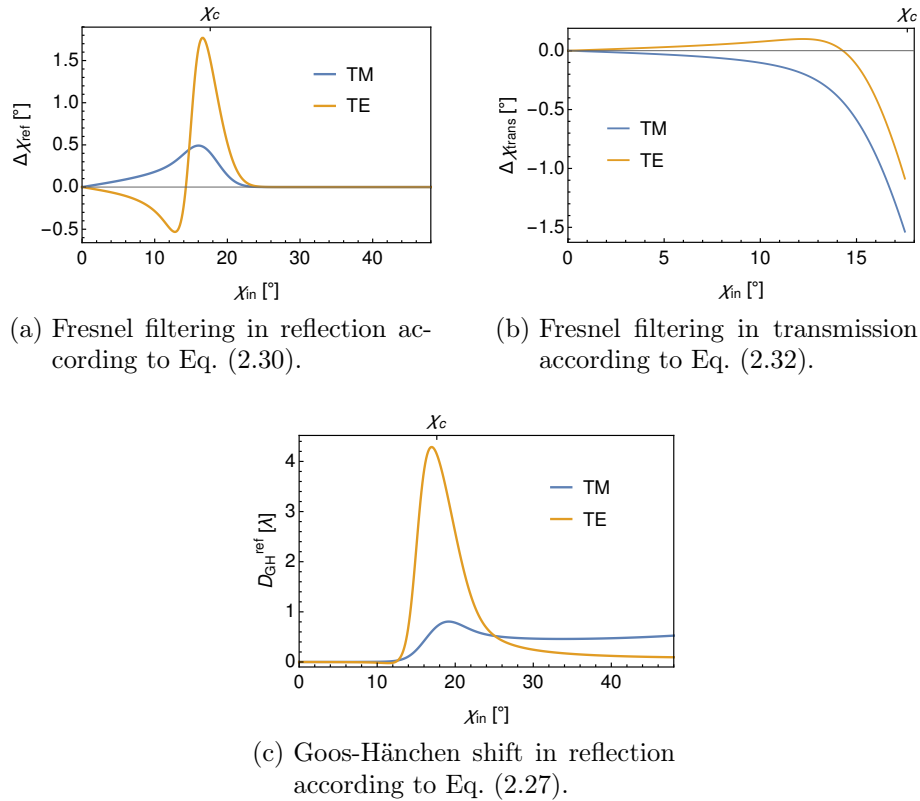 χc
χc
1.5
1.0
0.5
0.0
−0.5
Δχref [°]
TM
TE
0
10
20
30
40
χin [°]
0.0
−0.5
−1.0
−1.5
Δχtrans [°]
TM
TE
0
5
10
15
χin [°]
(a) Fresnel filtering in reflection ac-
cording to Eq. (2.30).
(b) Fresnel filtering in transmission
according to Eq. (2.32).
χc
4
3
2
1
0
DGH^ref [λ]
TM
TE
0
10
20
30
40
χin [°]
(c) Goos-Hänchen shift in reflection
according to Eq. (2.27).